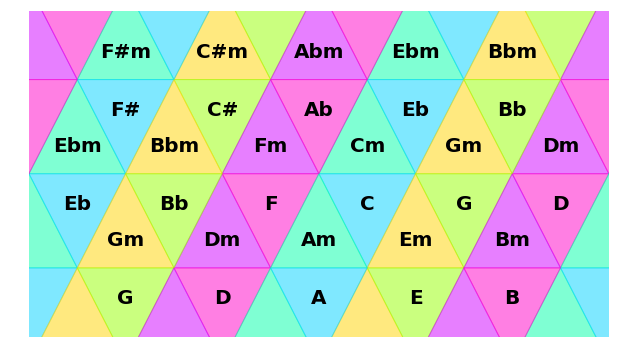 F#m C#m Abm Ebm Bbm
F# C# Ab Eb Bb
Ebm Bbm Fm Cm Gm Dm
Eb Bb F C G D
Gm Dm Am Em Bm
G D A E B